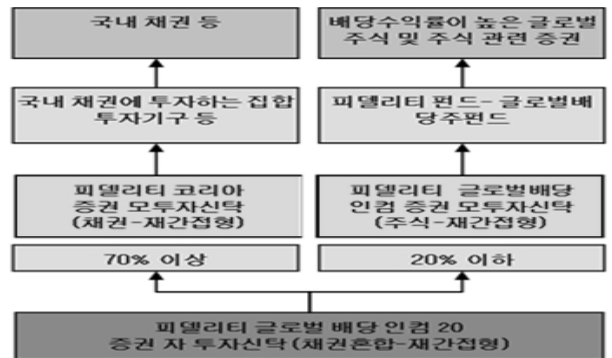 국내 채권 등
배당수익률이 높은 글로벌
주식 및 주식 관련 증권
국내 채권에 투자하는 집합
투자기구 등
피델리티 펀드- 글로벌배
당주펀드
피델리티 코리아
증권 모투자신탁
(채권-재간접형)
피델리티 글로벌배당
인컴 증권 모투자신탁
(주식-재간접형)
70% 이상
20% 이하
피델리티 글로벌 배당 인컴 20
증권 자 투자신탁 (채권혼합-재간접형)